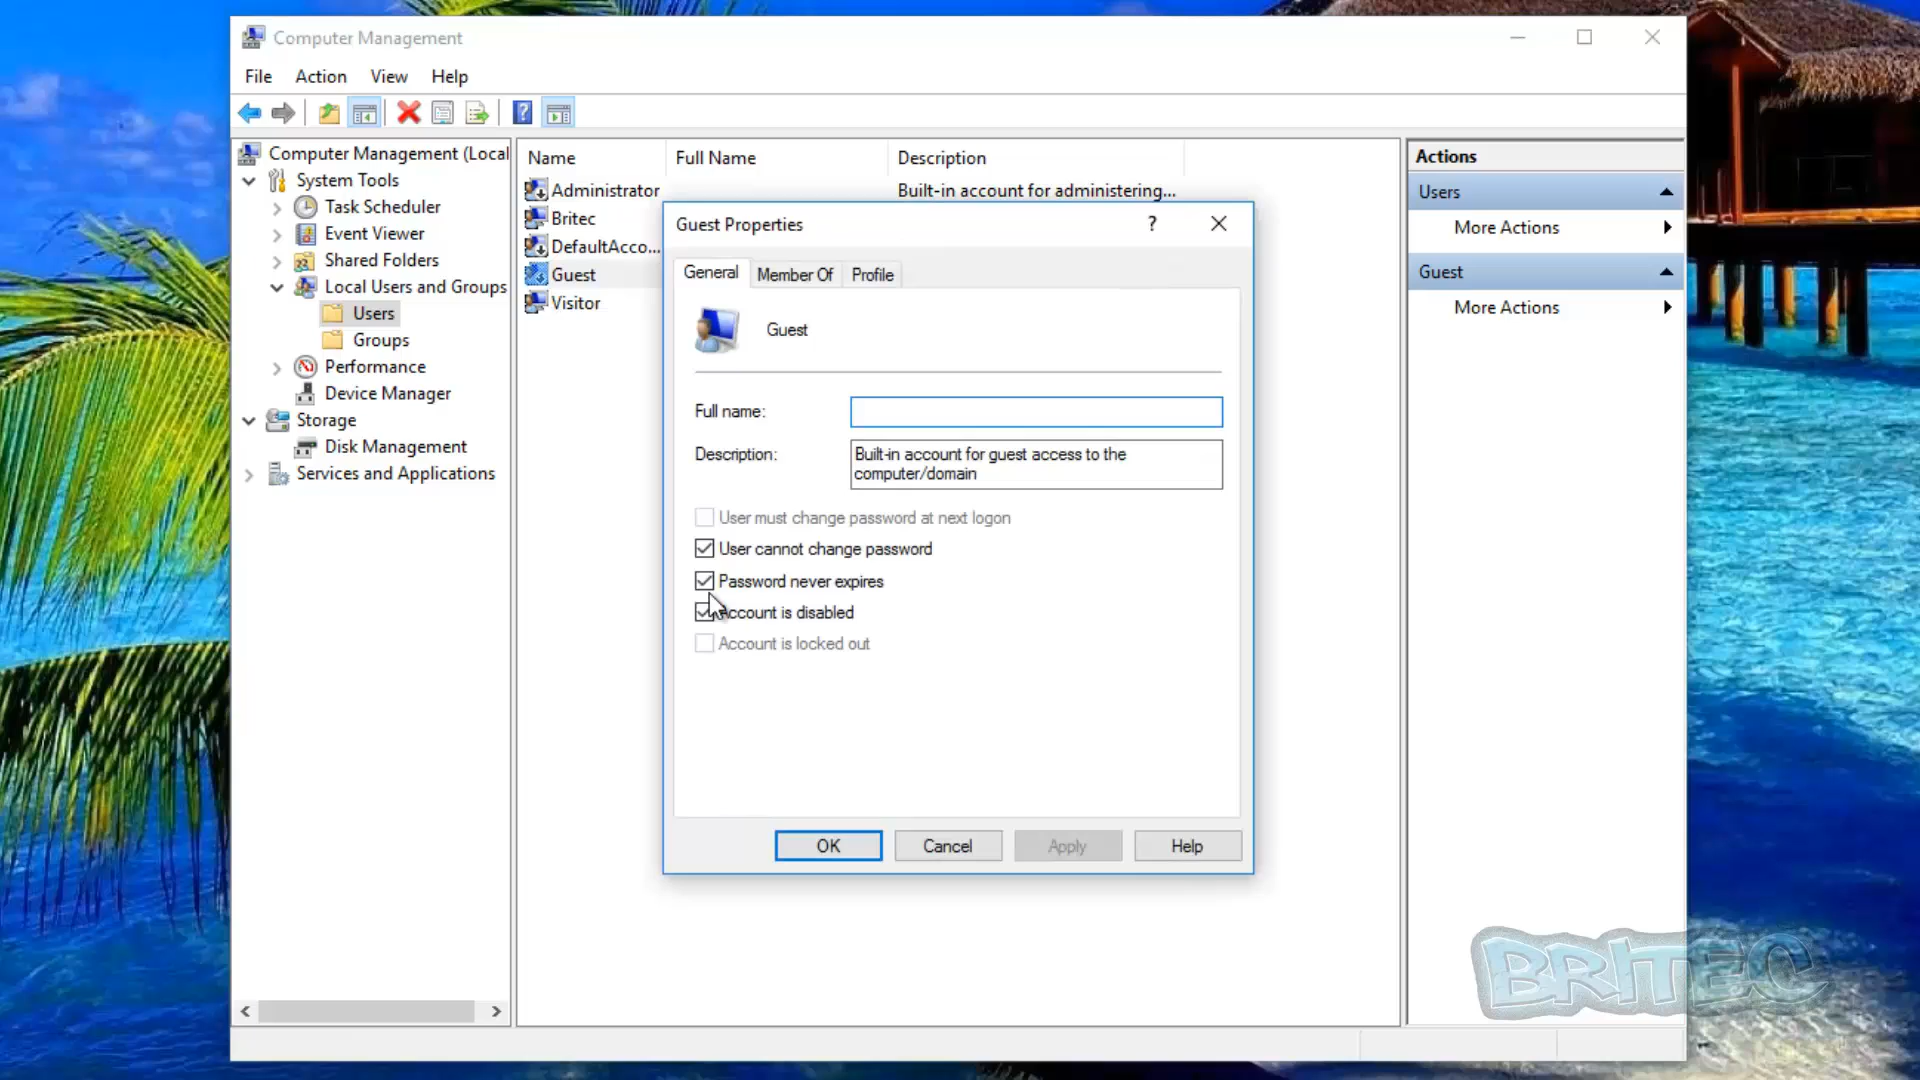 Computer Management
File Action View Help
Computer Management (Local
System Tools
Task Scheduler
Event Viewer
Shared Folders
Local Users and Groups
Users
Groups
Performance
Device Manager
Storage
Disk Management
Services and Applications
Name Full Name Description
Administrator Built-in account for administering...
Britec
DefaultAcco...
Guest
Visitor
Guest Properties ?
General Member Of Profile
Guest
Full name:
Description: Built-in account for guest access to the
computer/domain
User must change password at next logon
User cannot change password
Password never expires
Account is disabled
Account is locked out
OK Cancel Apply Help
Actions
Users
More Actions
Guest
More Actions
BRITEC